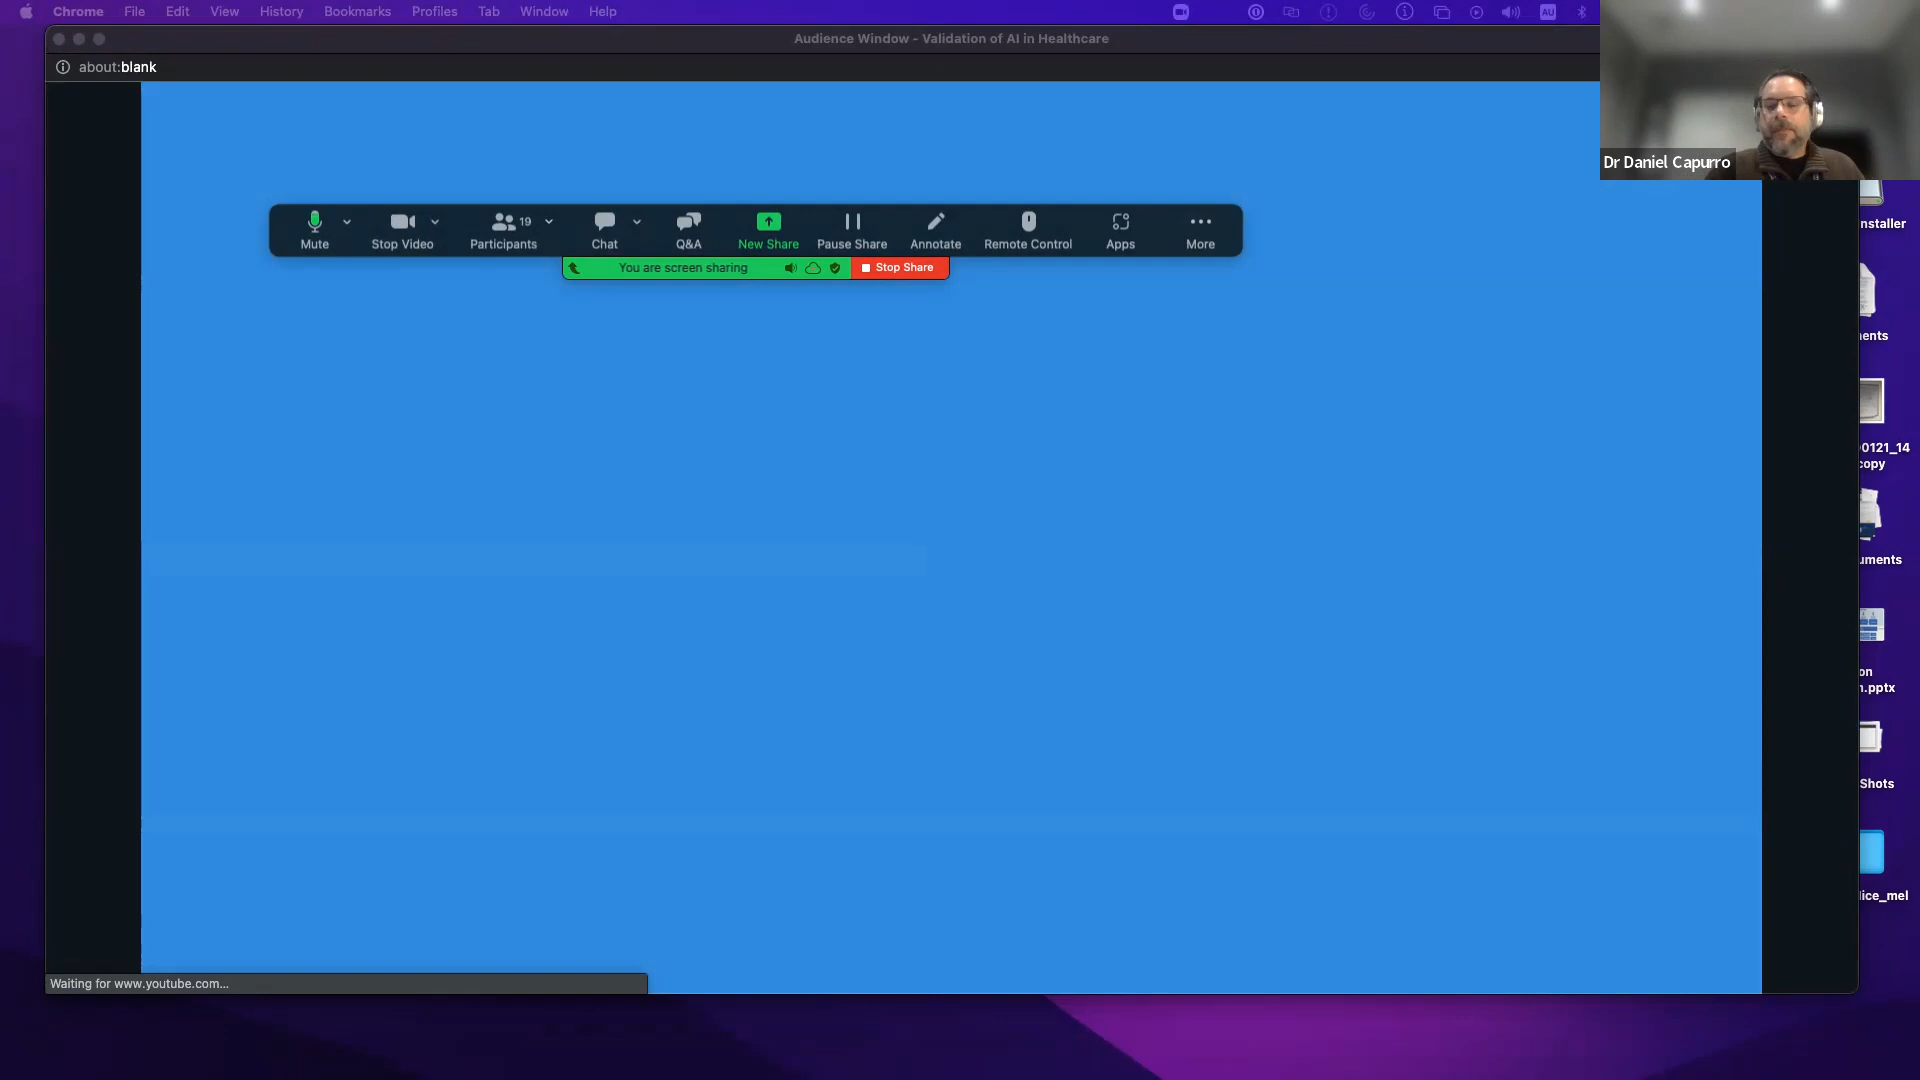 Chrome File Edit View History Bookmarks Profiles Tab Window Help AU
Audience Window - Validation of AI in Healthcare
about:blank
Dr Daniel Capurro
19
Mute Stop Video Participants Chat Q&A New Share Pause Share Annotate Remote Control Apps More
You are screen sharing Stop Share
nstaller
ents
0121_14
copy
uments
on
n.pptx
Shots
lice_mel
Waiting for www.youtube.com...